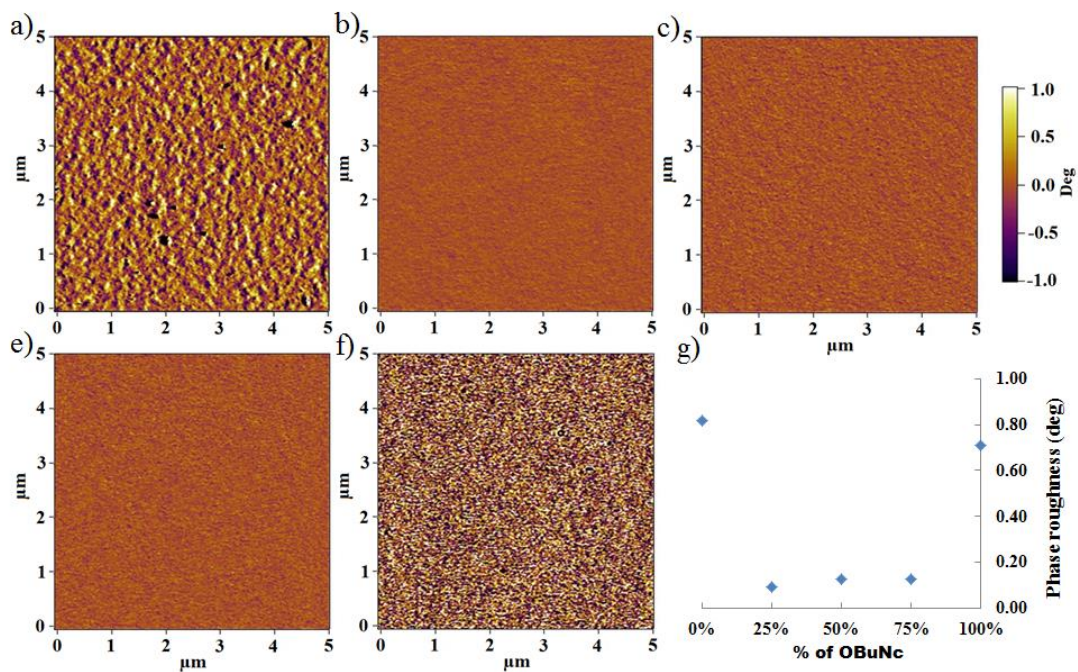 a)
5
4
3
2
1
0
µm
0 1 2 3 4 5
b)
5
4
3
2
1
0
µm
0 1 2 3 4 5
c)
5
4
3
2
1
0
µm
0 1 2 3 4 5
µm
1.0
0.5
0.0
-0.5
-1.0
Deg
e)
5
4
3
2
1
0
µm
0 1 2 3 4 5
µm
f)
5
4
3
2
1
0
µm
0 1 2 3 4 5
µm
g)
1.00
0.80
0.60
0.40
0.20
0.00
Phase roughness (deg)
0% 25% 50% 75% 100%
% of OBuNc